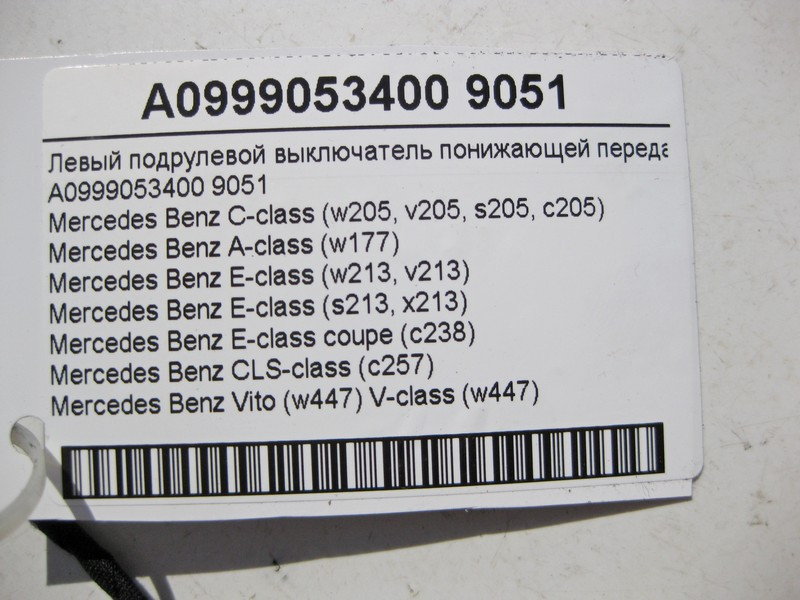 A0999053400 9051
Левый подрулевой выключатель понижающей переда
A0999053400 9051
Mercedes Benz C-class (w205, v205, s205, c205)
Mercedes Benz A-class (w177)
Mercedes Benz E-class (w213, v213)
Mercedes Benz E-class (s213, x213)
Mercedes Benz E-class coupe (c238)
Mercedes Benz CLS-class (c257)
Mercedes Benz Vito (w447) V-class (w447)